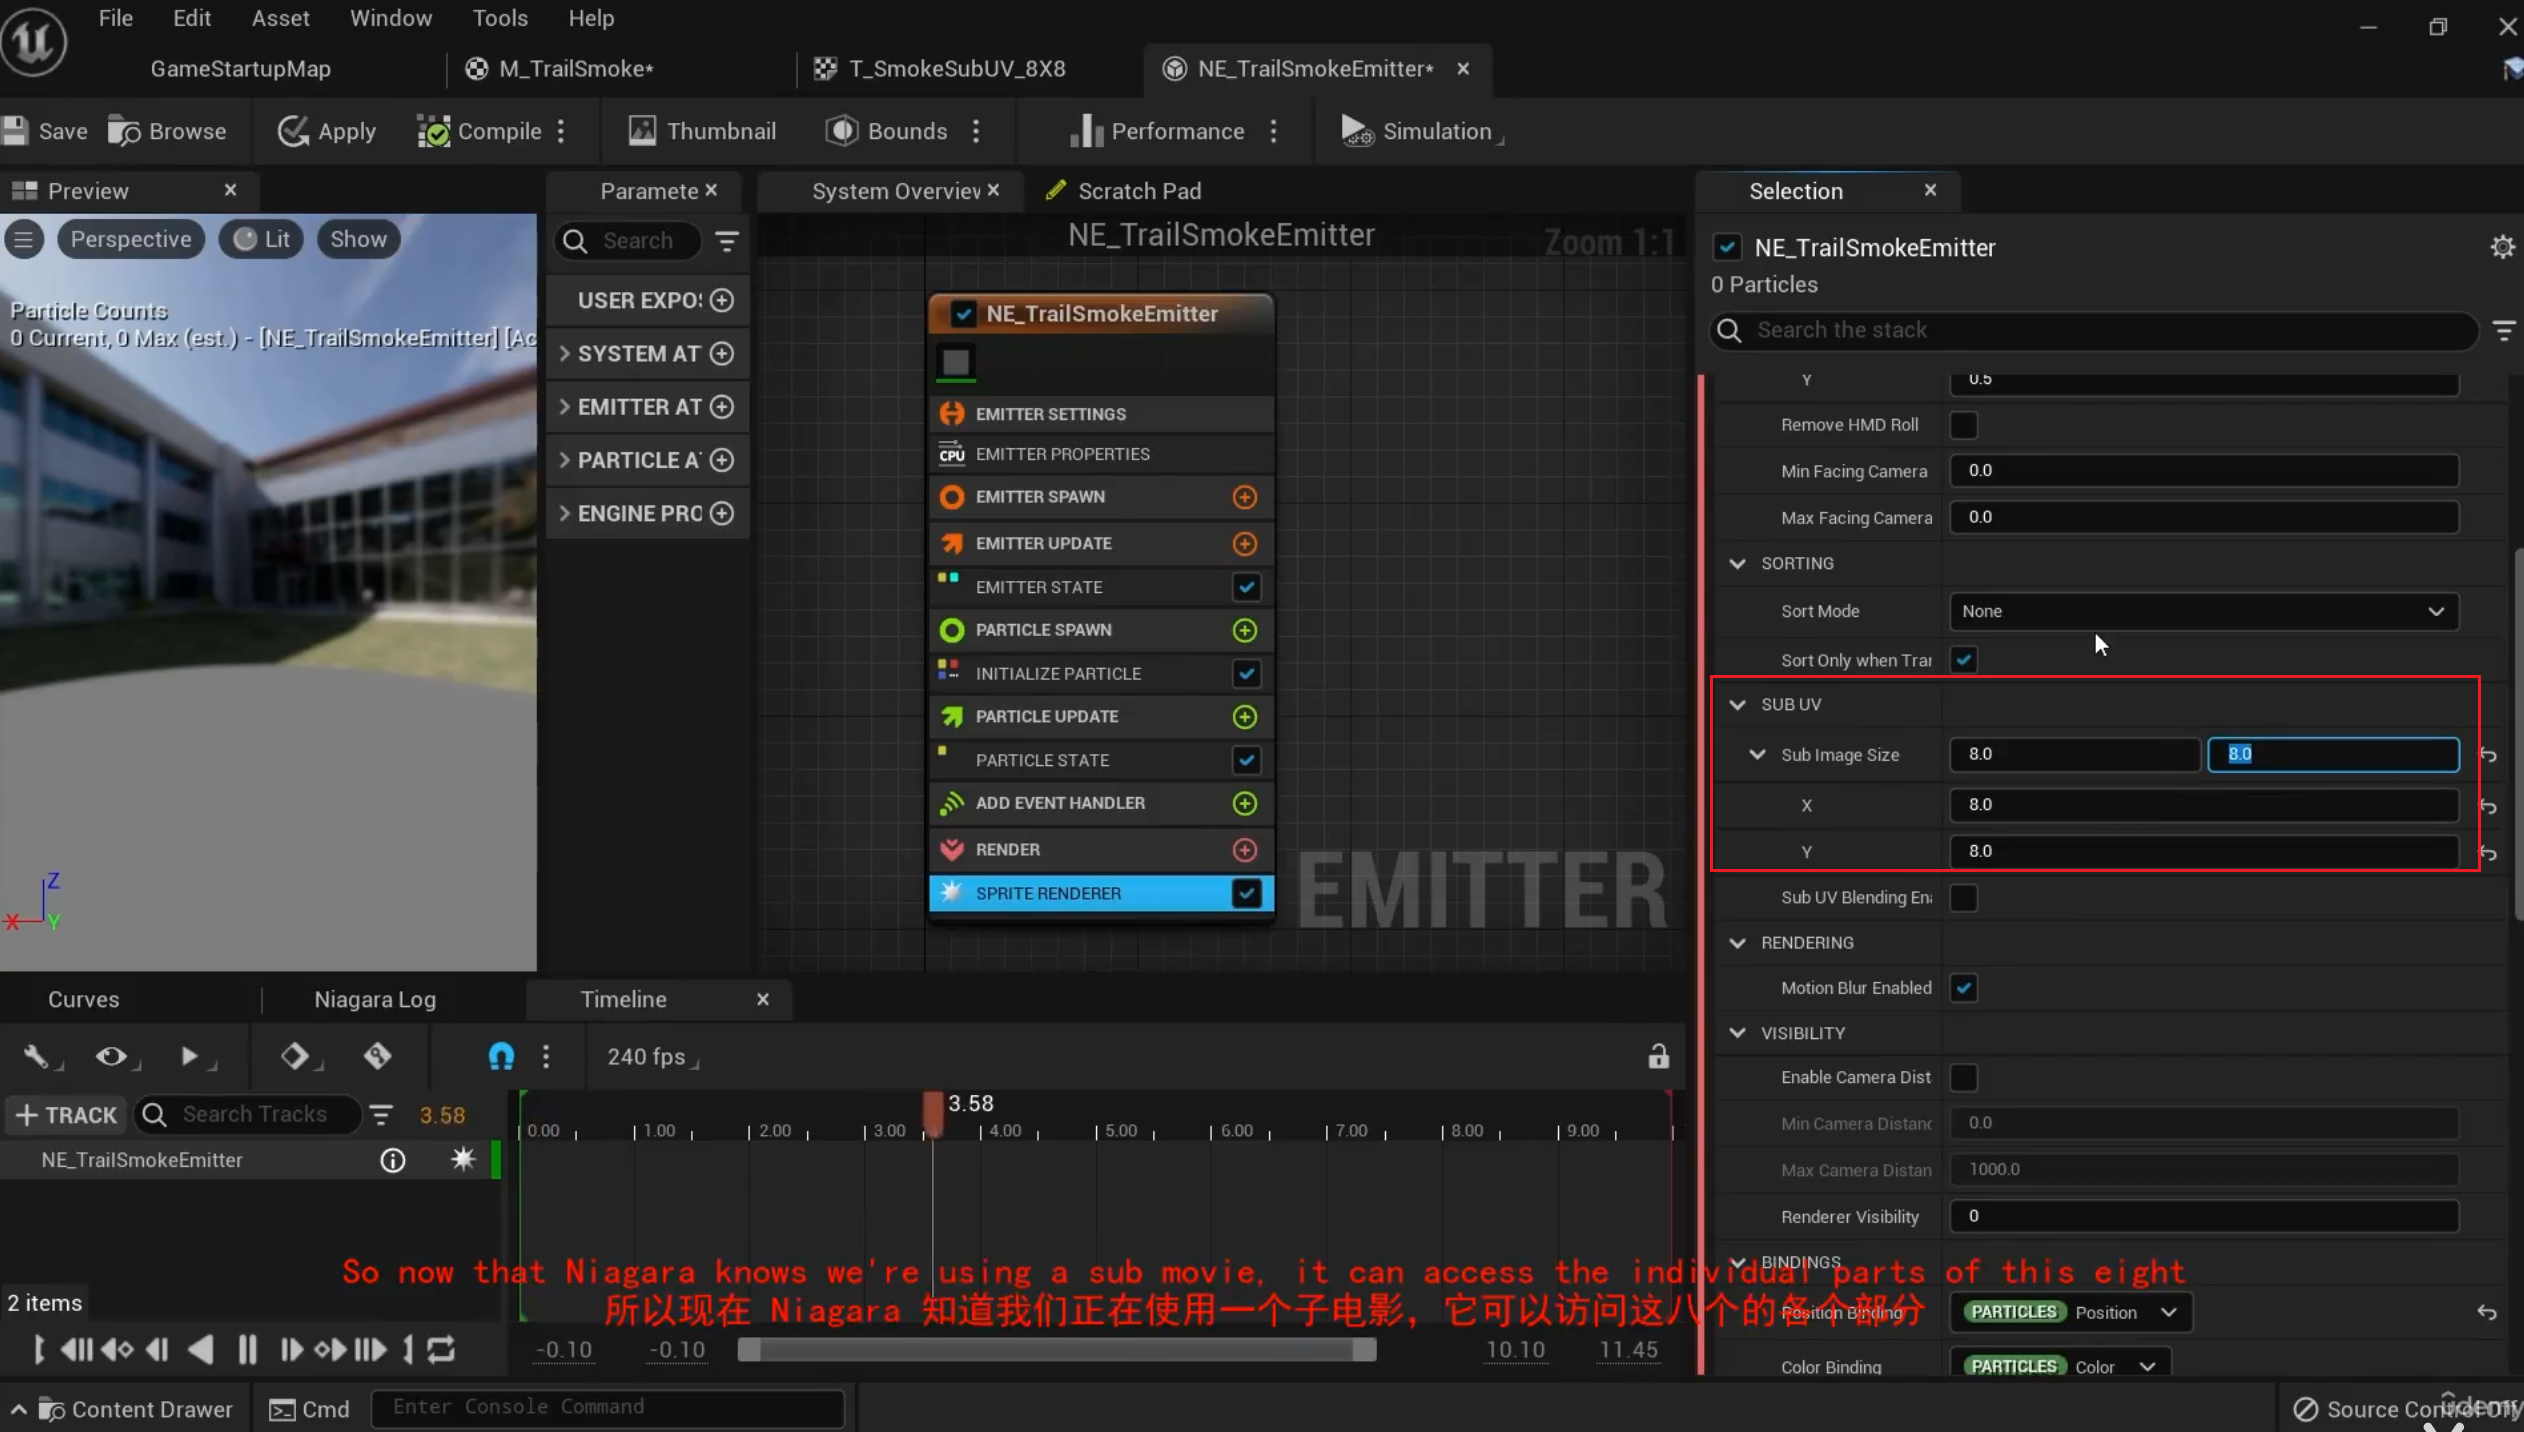 File Edit Asset Window Tools Help
GameStartupMap M_TrailSmoke* T_SmokeSubUV_8X8 NE_TrailSmokeEmitter*
Save Browse Apply Compile Thumbnail Bounds Performance Simulation
Preview
Perspective Lit Show
Particle Counts
0 Current, 0 Max (est.) - [NE_TrailSmokeEmitter] [Ac
Z
X Y
Paramete
Search
USER EXPO
SYSTEM AT
EMITTER AT
PARTICLE A
ENGINE PRO
System Overview Scratch Pad
NE_TrailSmokeEmitter Zoom 1:1
NE_TrailSmokeEmitter
EMITTER SETTINGS
CPU EMITTER PROPERTIES
EMITTER SPAWN
EMITTER UPDATE
EMITTER STATE
PARTICLE SPAWN
INITIALIZE PARTICLE
PARTICLE UPDATE
PARTICLE STATE
ADD EVENT HANDLER
RENDER
SPRITE RENDERER
EMITTER
Selection
NE_TrailSmokeEmitter
0 Particles
Search the stack
Y 0.5
Remove HMD Roll
Min Facing Camera 0.0
Max Facing Camera 0.0
SORTING
Sort Mode None
Sort Only when Trar
SUB UV
Sub Image Size 8.0 8.0
X 8.0
Y 8.0
Sub UV Blending En
RENDERING
Motion Blur Enabled
VISIBILITY
Enable Camera Dist
Min Camera Distanc 0.0
Max Camera Distan 1000.0
Renderer Visibility 0
BINDINGS
Position Binding PARTICLES Position
Color Binding PARTICLES Color
Curves Niagara Log Timeline
240 fps
TRACK Search Tracks 3.58
3.58
0.00 1.00 2.00 3.00 4.00 5.00 6.00 7.00 8.00 9.00
NE_TrailSmokeEmitter
2 items
-0.10 -0.10 10.10 11.45
So now that Niagara knows we're using a sub movie, it can access the individual parts of this eight
所以现在 Niagara 知道我们正在使用一个子电影，它可以访问这八个的各个部分
Content Drawer Cmd Enter Console Command Source Control Off
ûdemy